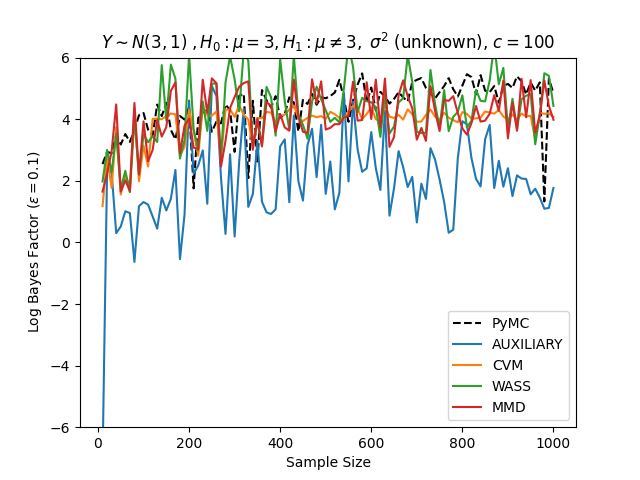 Y ∼ N(3, 1) , H₀ : μ = 3, H₁ : μ ≠ 3, σ² (unknown), c = 100
Log Bayes Factor (ϵ = 0.1)
6
4
2
0
−2
−4
−6
PyMC
AUXILIARY
CVM
WASS
MMD
0 200 400 600 800 1000
Sample Size